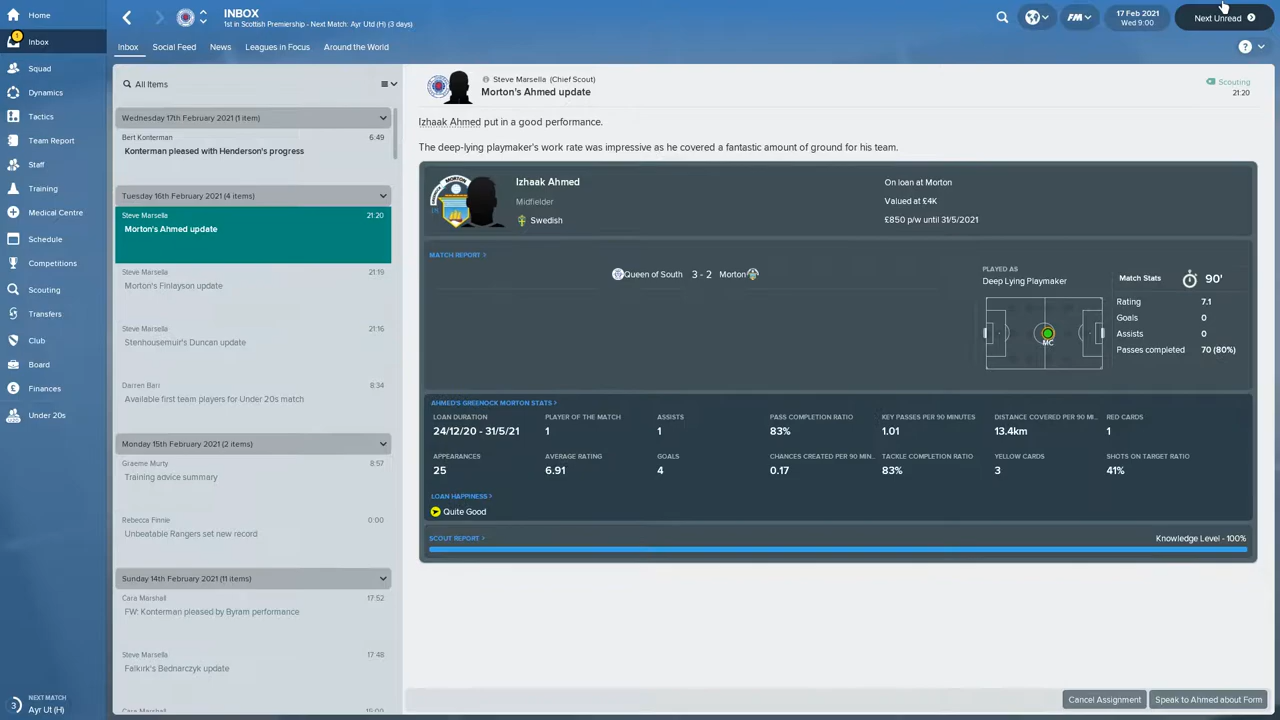 Home
Inbox
1
Squad
Dynamics
Tactics
Team Report
Staff
Training
Medical Centre
Schedule
Competitions
Scouting
Transfers
Club
Board
Finances
Under 20s
3
NEXT MATCH
Ayr Ut (H)
INBOX
1st in Scottish Premiership - Next Match: Ayr Utd (H) (3 days)
FM
17 Feb 2021
Wed 9:00
Next Unread
Inbox
Social Feed
News
Leagues in Focus
Around the World
?
All Items
Wednesday 17th February 2021 (1 item)
Bert Konterman 6:49
Konterman pleased with Henderson's progress
Tuesday 16th February 2021 (4 items)
Steve Marsella 21:20
Morton's Ahmed update
Steve Marsella 21:19
Morton's Finlayson update
Steve Marsella 21:16
Stenhousemuir's Duncan update
Darren Barr 8:34
Available first team players for Under 20s match
Monday 15th February 2021 (2 items)
Graeme Murty 8:57
Training advice summary
Rebecca Finnie 0:00
Unbeatable Rangers set new record
Sunday 14th February 2021 (11 items)
Cara Marshall 17:52
FW: Konterman pleased by Byram performance
Steve Marsella 17:48
Falkirk's Bednarczyk update
Cara Marshall 15:00
Steve Marsella (Chief Scout)
Morton's Ahmed update
Scouting
21:20
Izhaak Ahmed put in a good performance.
The deep-lying playmaker's work rate was impressive as he covered a fantastic amount of ground for his team.
Izhaak Ahmed
Midfielder
Swedish
On loan at Morton
Valued at £4K
£850 p/w until 31/5/2021
MATCH REPORT >
Queen of South 3 - 2 Morton
PLAYED AS
Deep Lying Playmaker
MC
Match Stats 90'
Rating 7.1
Goals 0
Assists 0
Passes completed 70 (80%)
AHMED'S GREENOCK MORTON STATS >
LOAN DURATION PLAYER OF THE MATCH ASSISTS PASS COMPLETION RATIO KEY PASSES PER 90 MINUTES DISTANCE COVERED PER 90 MI... RED CARDS
24/12/20 - 31/5/21 1 1 83% 1.01 13.4km 1
APPEARANCES AVERAGE RATING GOALS CHANCES CREATED PER 90 MIN... TACKLE COMPLETION RATIO YELLOW CARDS SHOTS ON TARGET RATIO
25 6.91 4 0.17 83% 3 41%
LOAN HAPPINESS >
Quite Good
SCOUT REPORT >
Knowledge Level - 100%
Cancel Assignment
Speak to Ahmed about Form